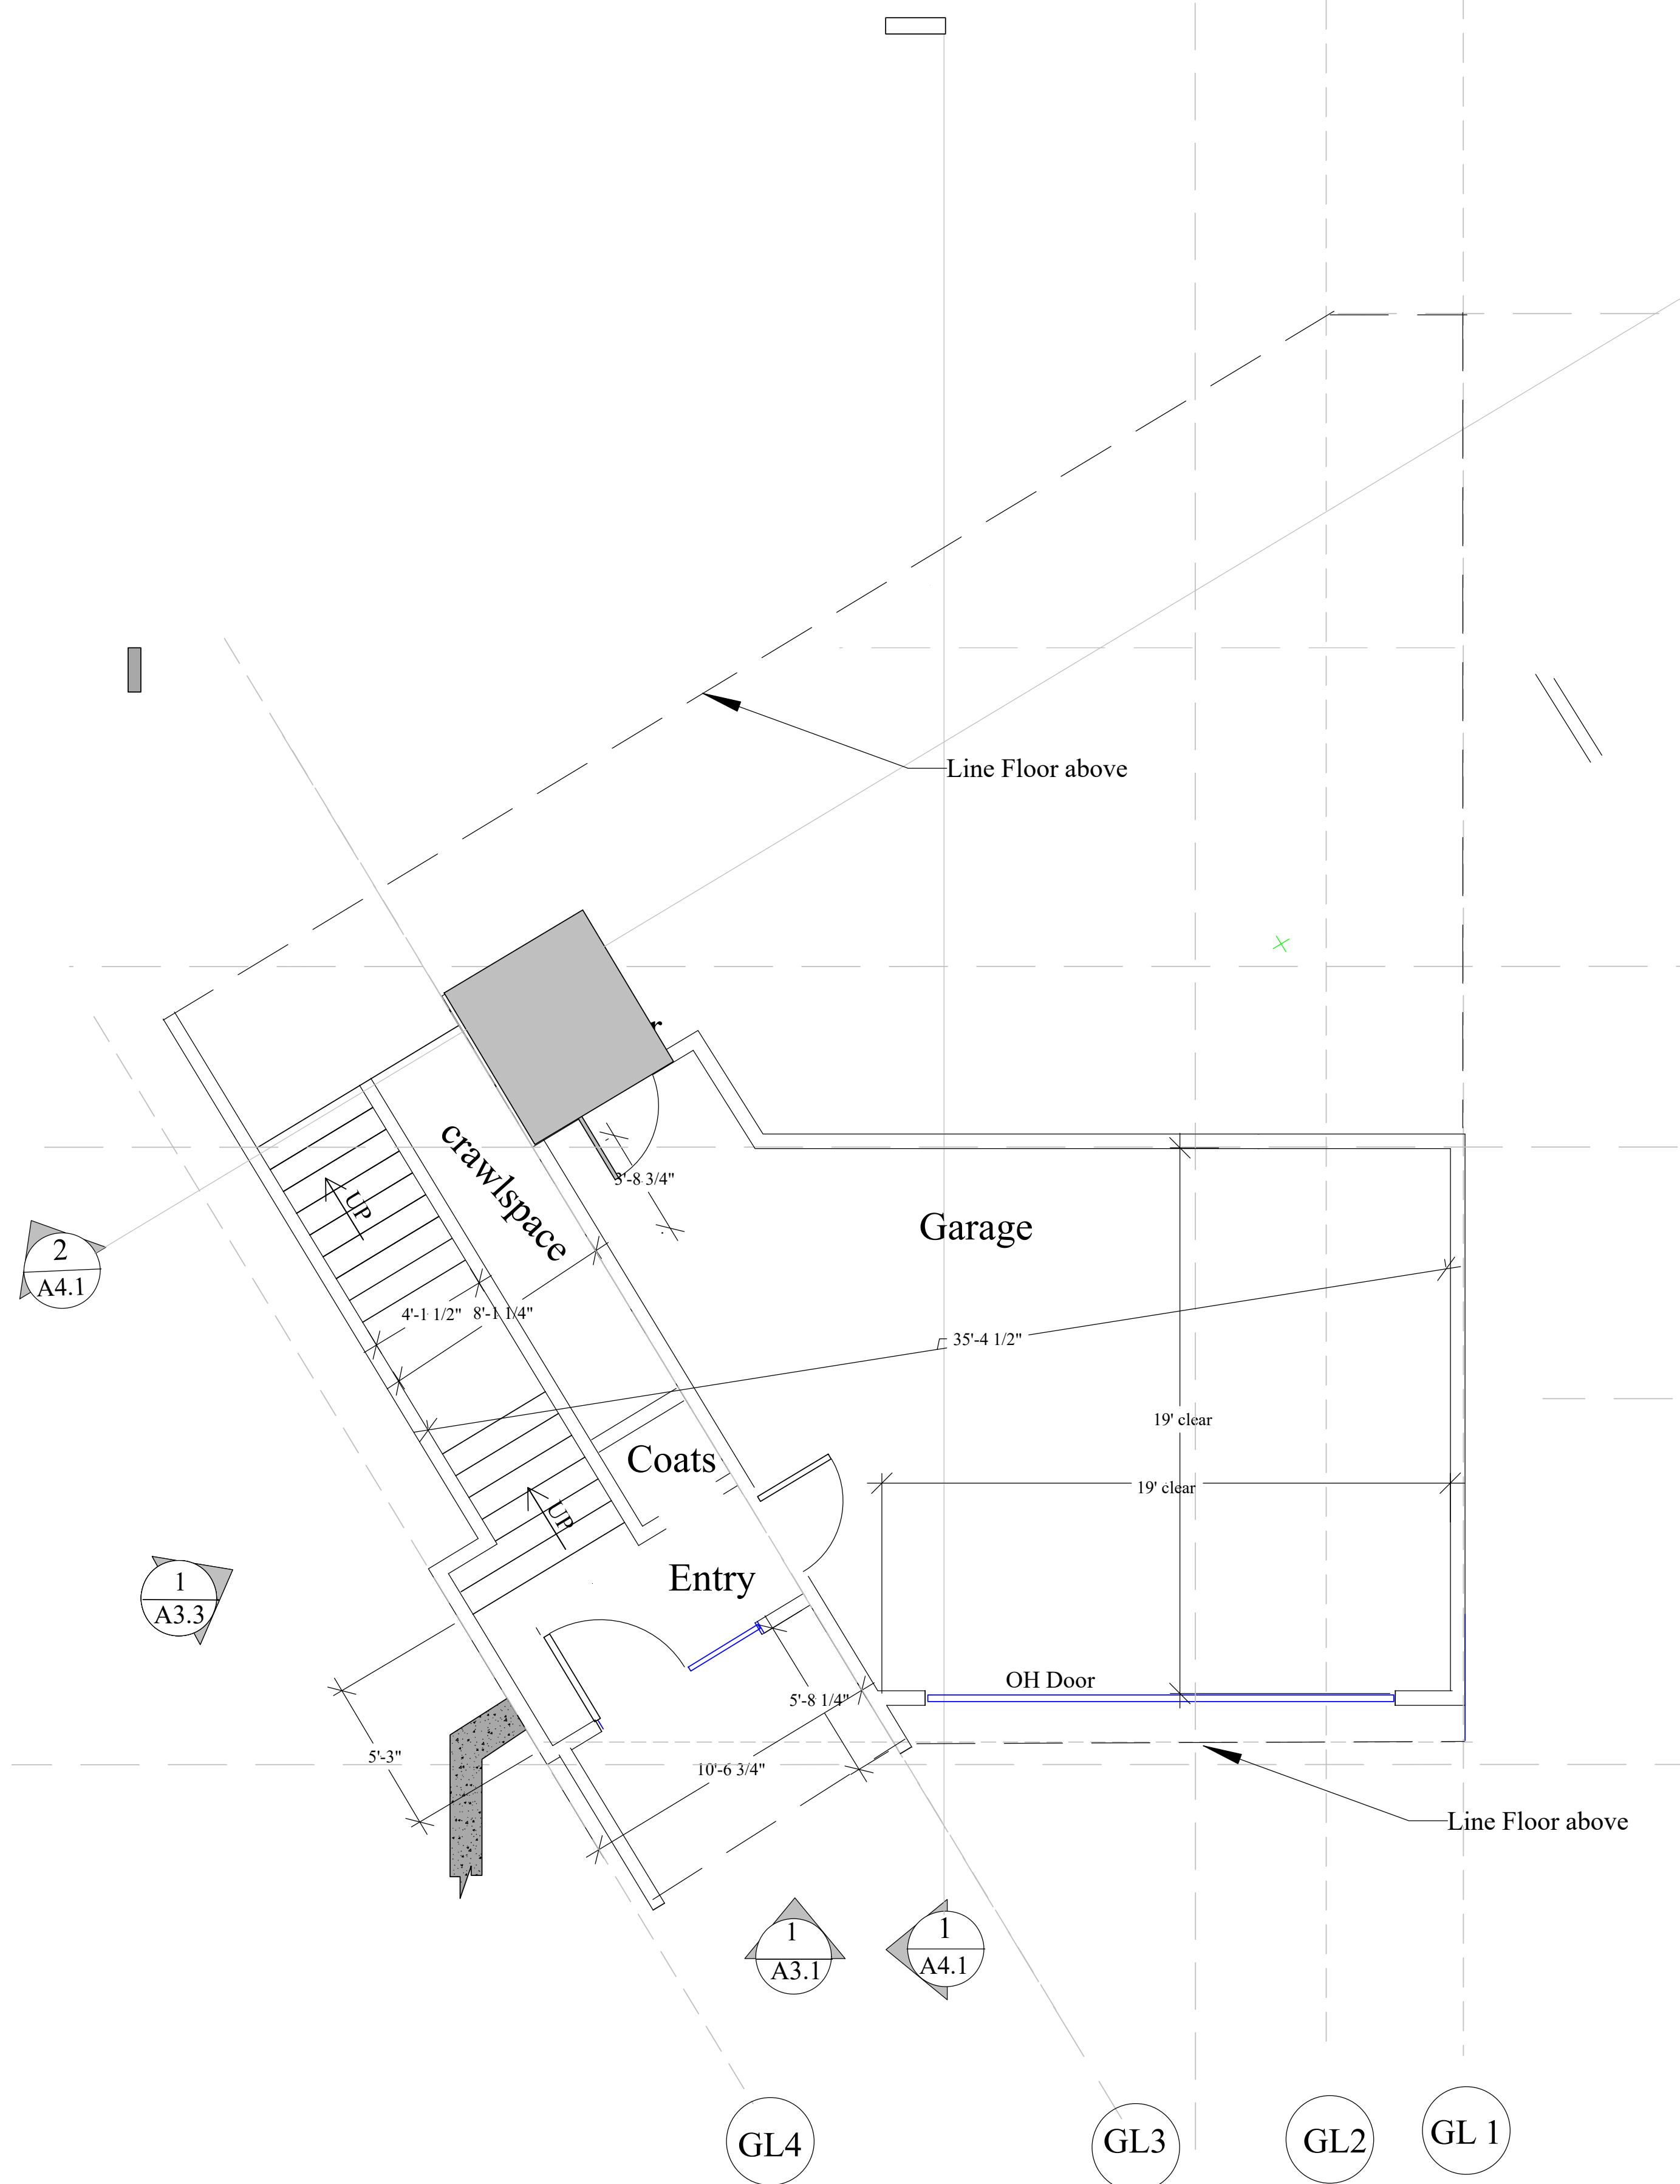 Line Floor above
r
crawlspace
3'-8 3/4"
UP
Garage
2
A4.1
4'-1 1/2"
8'-1 1/4"
35'-4 1/2"
19' clear
Coats
19' clear
UP
Entry
1
A3.3
OH Door
5'-8 1/4"
5'-3"
10'-6 3/4"
Line Floor above
1
A3.1
1
A4.1
GL4
GL3
GL2
GL 1